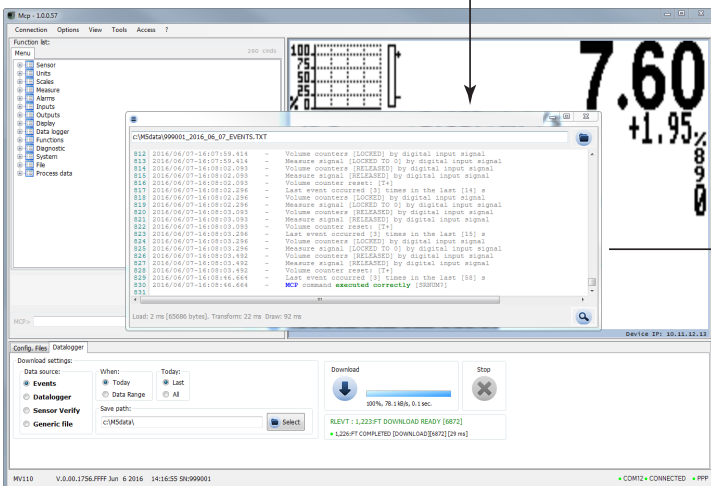 Mcp - 1.0.0.57
Connection Options View Tools Access ?
Function list:
Menu
260 cmds
Sensor
Units
Scales
Measure
Alarms
Inputs
Outputs
Display
Data logger
Functions
Diagnostic
System
File
Process data
MCP>
100
75
50
25
% 0
7.60
+1.95%
890
Device IP: 10.11.12.13
c:\M5data\999001_2016_06_07_EVENTS.TXT
812 2016/06/07-16:07:59.414 - Volume counters [LOCKED] by digital input signal
813 2016/06/07-16:07:59.414 - Measure signal [LOCKED TO 0] by digital input signal
814 2016/06/07-16:08:02.093 - Volume counters [RELEASED] by digital input signal
815 2016/06/07-16:08:02.093 - Measure signal [RELEASED] by digital input signal
816 2016/06/07-16:08:02.093 - Volume counter reset: [T+]
817 2016/06/07-16:08:02.296 - Last event occurred [3] times in the last [14] s
818 2016/06/07-16:08:02.296 - Volume counters [LOCKED] by digital input signal
819 2016/06/07-16:08:02.296 - Measure signal [LOCKED TO 0] by digital input signal
820 2016/06/07-16:08:03.093 - Volume counters [RELEASED] by digital input signal
821 2016/06/07-16:08:03.093 - Measure signal [RELEASED] by digital input signal
822 2016/06/07-16:08:03.093 - Volume counter reset: [T+]
823 2016/06/07-16:08:03.296 - Last event occurred [3] times in the last [15] s
824 2016/06/07-16:08:03.296 - Volume counters [LOCKED] by digital input signal
825 2016/06/07-16:08:03.296 - Measure signal [LOCKED TO 0] by digital input signal
826 2016/06/07-16:08:03.492 - Volume counters [RELEASED] by digital input signal
827 2016/06/07-16:08:03.492 - Measure signal [RELEASED] by digital input signal
828 2016/06/07-16:08:03.492 - Volume counter reset: [T+]
829 2016/06/07-16:08:46.664 - Last event occurred [3] times in the last [58] s
830 2016/06/07-16:08:46.664 - MCP command executed correctly [SRNUM?]
831
Load: 2 ms [65686 bytes]. Transform: 22 ms Draw: 92 ms
Config. Files Datalogger
Download settings:
Data source:
Events
Datalogger
Sensor Verify
Generic file
When:
Today
Data Range
Today:
Last
All
Save path:
c:\M5data\
Select
Download
100%, 78.1 kB/s, 0.1 sec.
Stop
RLEVT : 1,223:FT DOWNLOAD READY [6872]
1,226:FT COMPLETED [DOWNLOAD][6872] [29 ms]
MV110 V.0.00.1756.FFFF Jun 6 2016 14:16:55 SN:999001
COM12 CONNECTED PPP